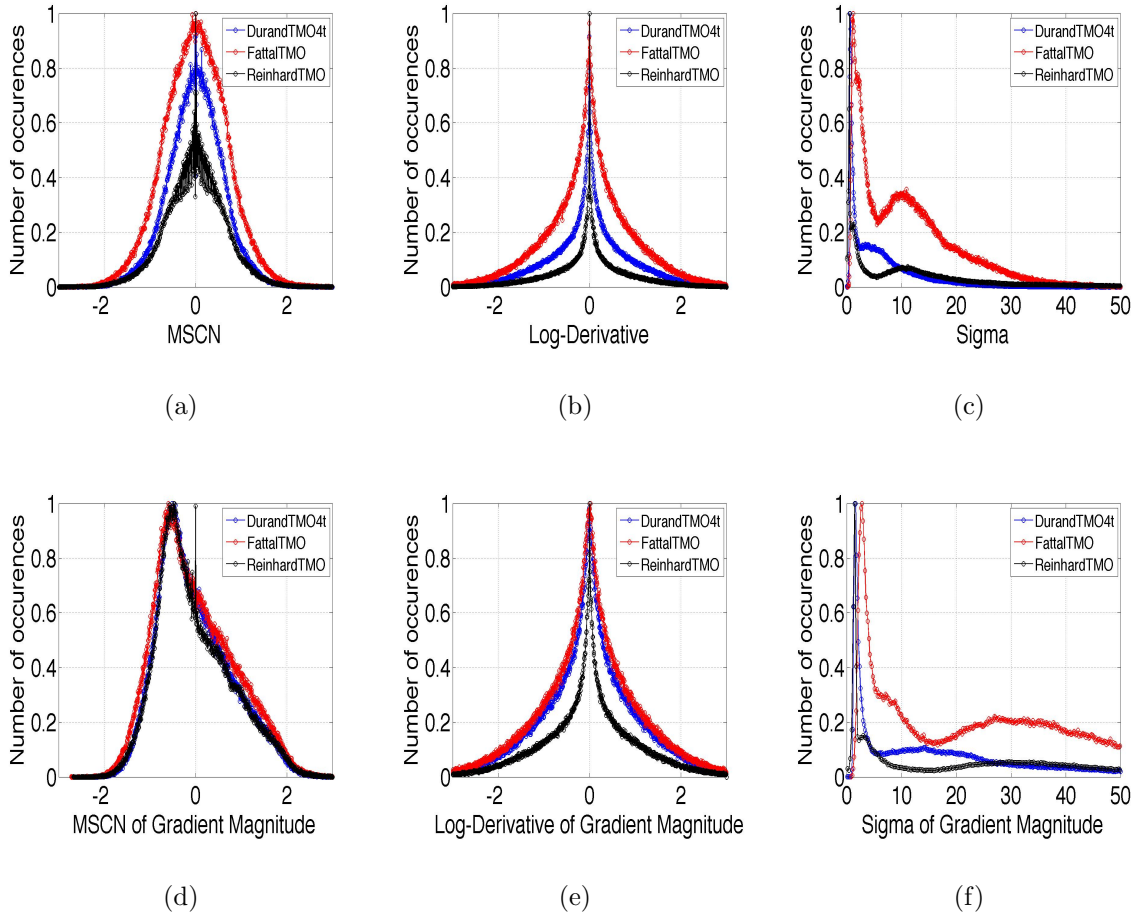 Number of occurences
1
0.8
0.6
0.4
0.2
0
-2
0
2
MSCN
DurandTMO4t
FattalTMO
ReinhardTMO
(a)
Number of occurences
1
0.8
0.6
0.4
0.2
0
-2
0
2
Log-Derivative
DurandTMO4t
FattalTMO
ReinhardTMO
(b)
Number of occurences
1
0.8
0.6
0.4
0.2
0
0
10
20
30
40
50
Sigma
DurandTMO4t
FattalTMO
ReinhardTMO
(c)
Number of occurences
1
0.8
0.6
0.4
0.2
0
-2
0
2
MSCN of Gradient Magnitude
DurandTMO4t
FattalTMO
ReinhardTMO
(d)
Number of occurences
1
0.8
0.6
0.4
0.2
0
-2
0
2
Log-Derivative of Gradient Magnitude
DurandTMO4t
FattalTMO
ReinhardTMO
(e)
Number of occurences
1
0.8
0.6
0.4
0.2
0
0
10
20
30
40
50
Sigma of Gradient Magnitude
DurandTMO4t
FattalTMO
ReinhardTMO
(f)